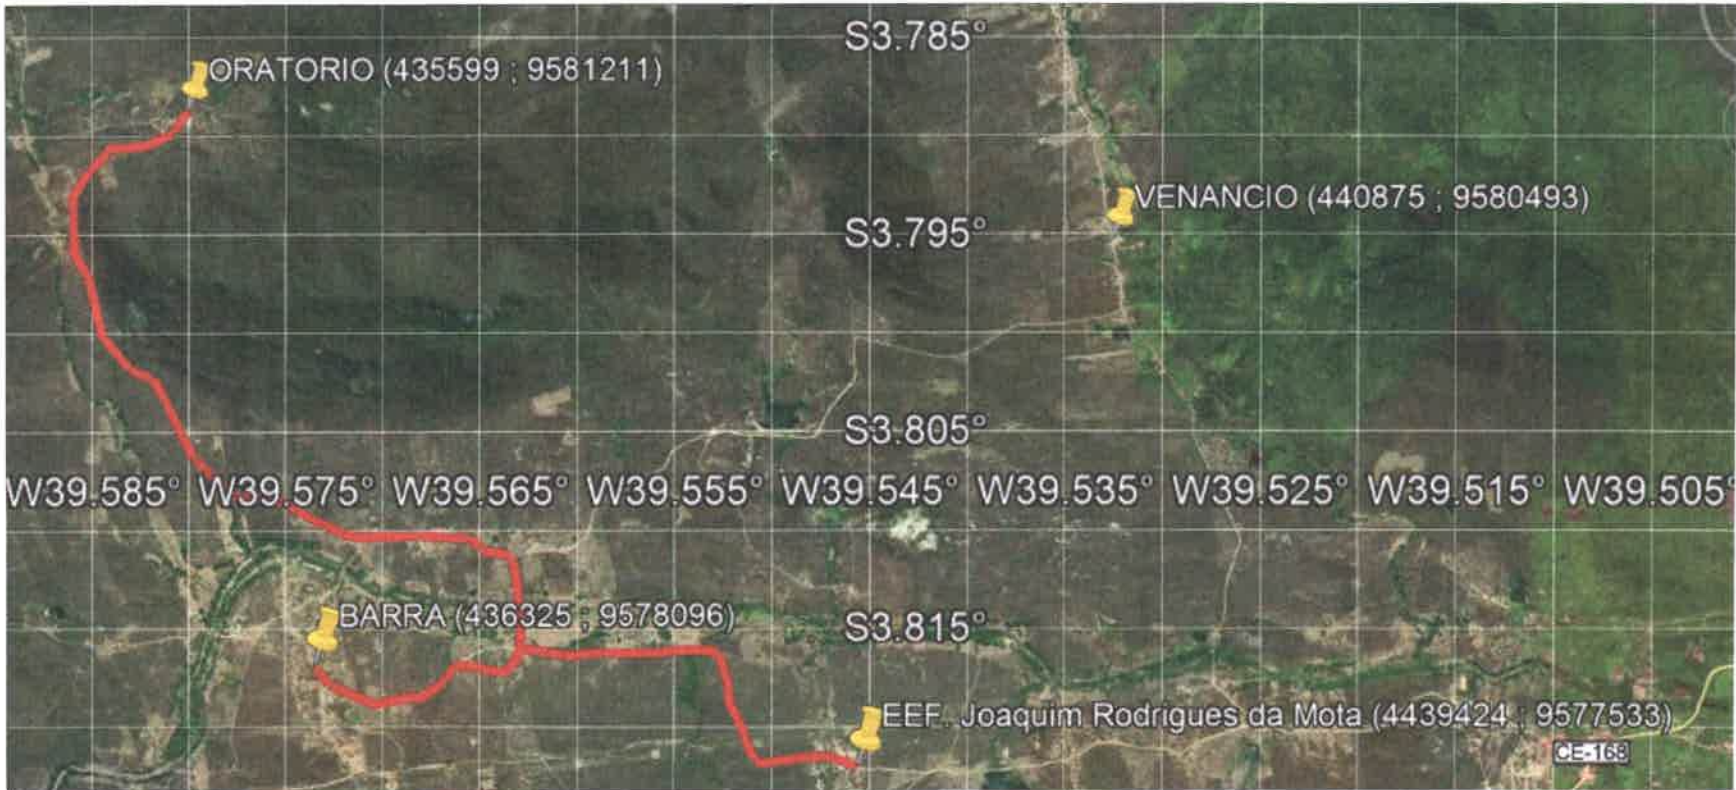 S3.785°
ORATORIO (435599 ; 9581211)
VENANCIO (440875 ; 9580493)
S3.795°
S3.805°
W39.585° W39.575° W39.565° W39.555° W39.545° W39.535° W39.525° W39.515° W39.505°
BARRA (436325 ; 9578096)
S3.815°
EEF. Joaquim Rodrigues da Mota (4439424 ; 9577533)
CE-168